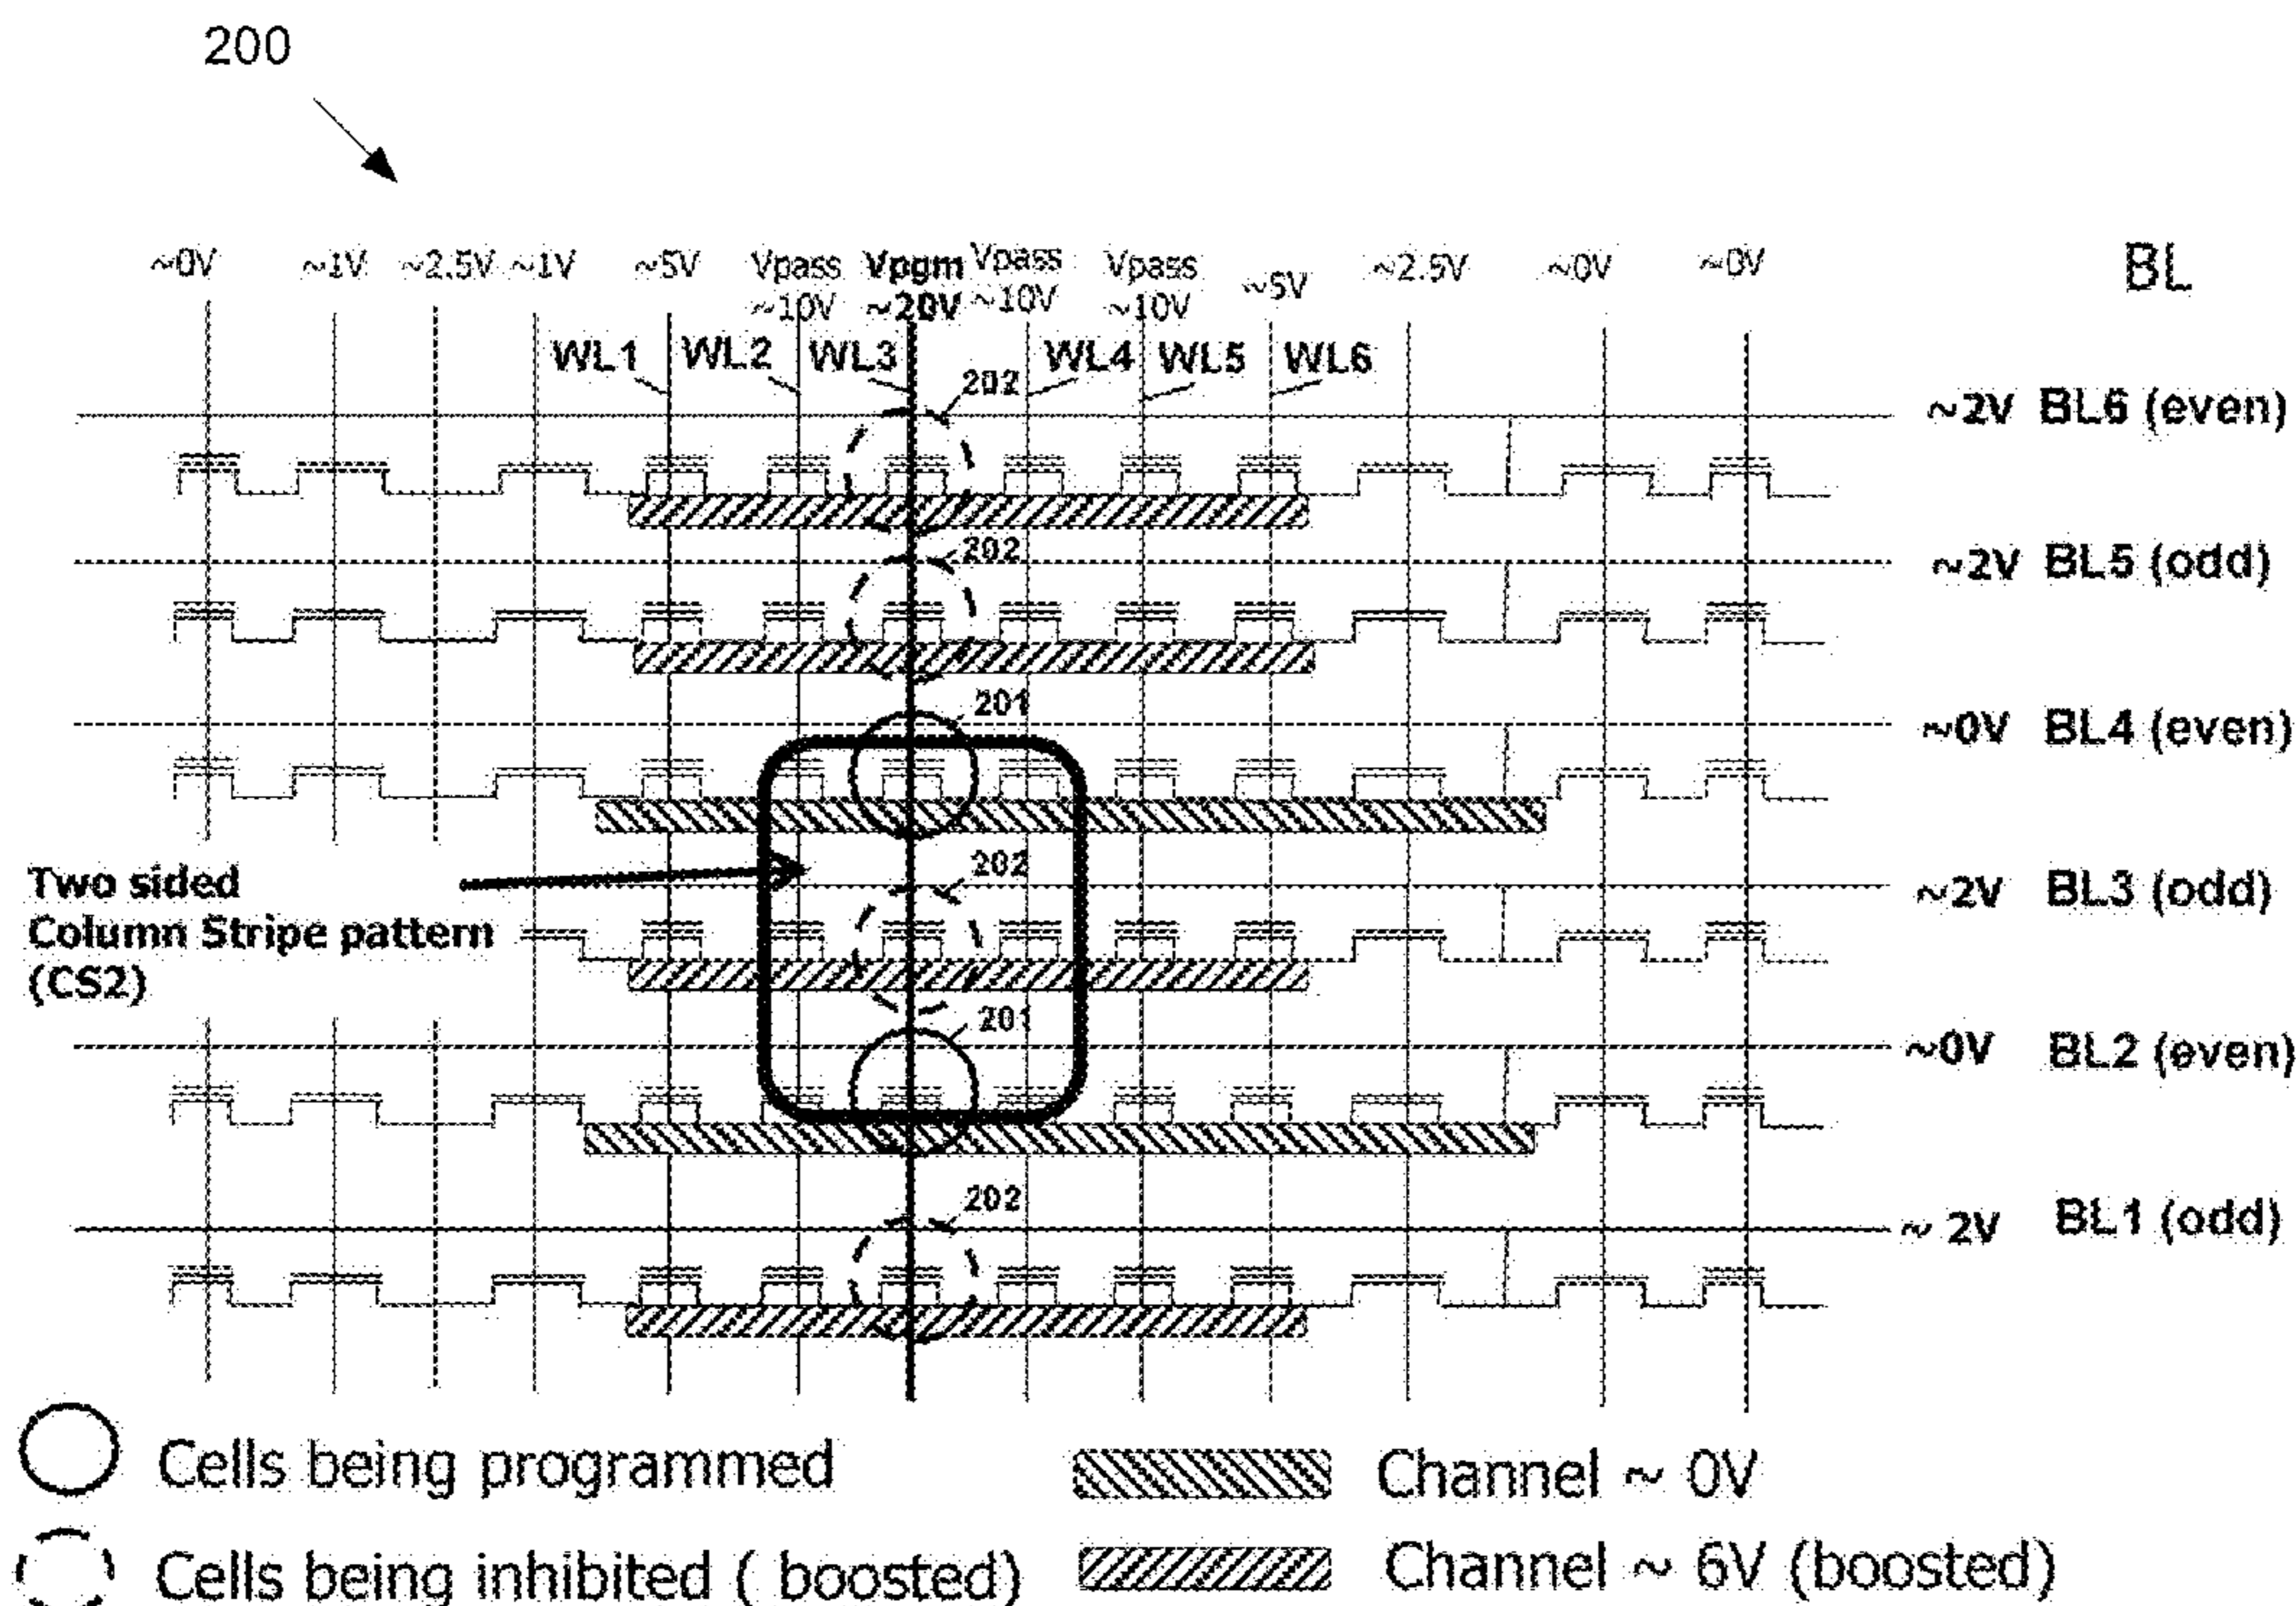 200
~0V ~1V ~2.5V ~1V ~5V Vpass Vpgm Vpass Vpass ~5V ~2.5V ~0V ~0V BL
~10V ~20V ~10V ~10V
WL1 WL2 WL3 WL4 WL5 WL6
202
~2V BL6 (even)
202
~2V BL5 (odd)
201
~0V BL4 (even)
Two sided
Column Stripe pattern
(CS2)
202
~2V BL3 (odd)
201
~0V BL2 (even)
202
~ 2V BL1 (odd)
Cells being programmed
Channel ~ 0V
Cells being inhibited ( boosted)
Channel ~ 6V (boosted)